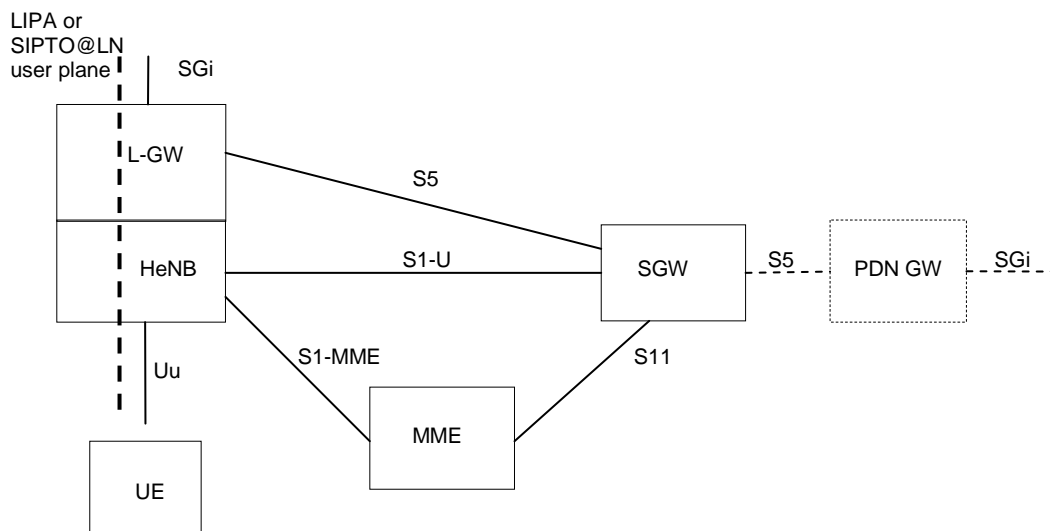 LIPA or
SIPTO@LN
user plane
SGi
L-GW
S5
HeNB
S1-U
SGW
S5
PDN GW
SGi
Uu
S1-MME
S11
MME
UE